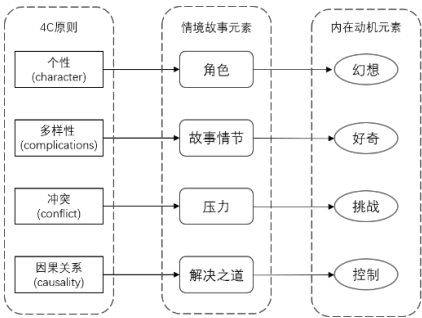 4C原则
情境故事元素
内在动机元素
个性
(character)
角色
幻想
多样性
(complications)
故事情节
好奇
冲突
(conflict)
压力
挑战
因果关系
(causality)
解决之道
控制